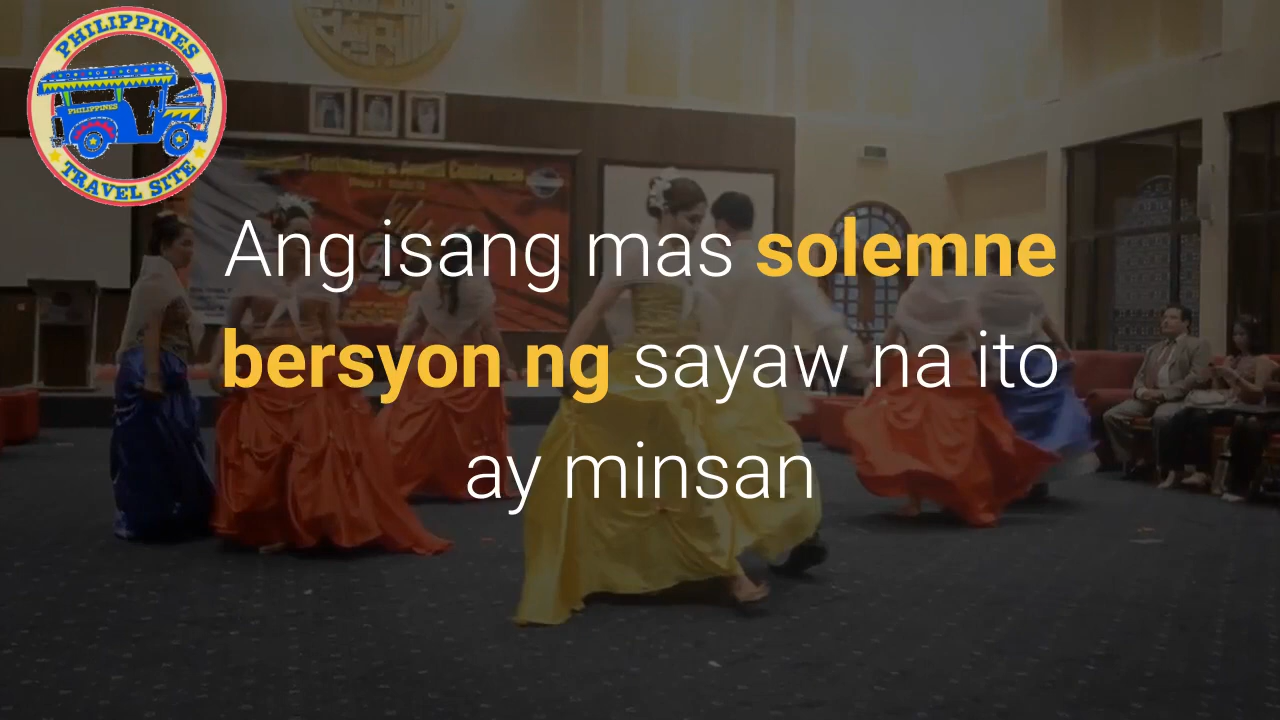 PHILIPPINES
PHILIPPINES
TRAVEL SITE
Ang isang mas solemne
bersyon ng sayaw na ito
ay minsan